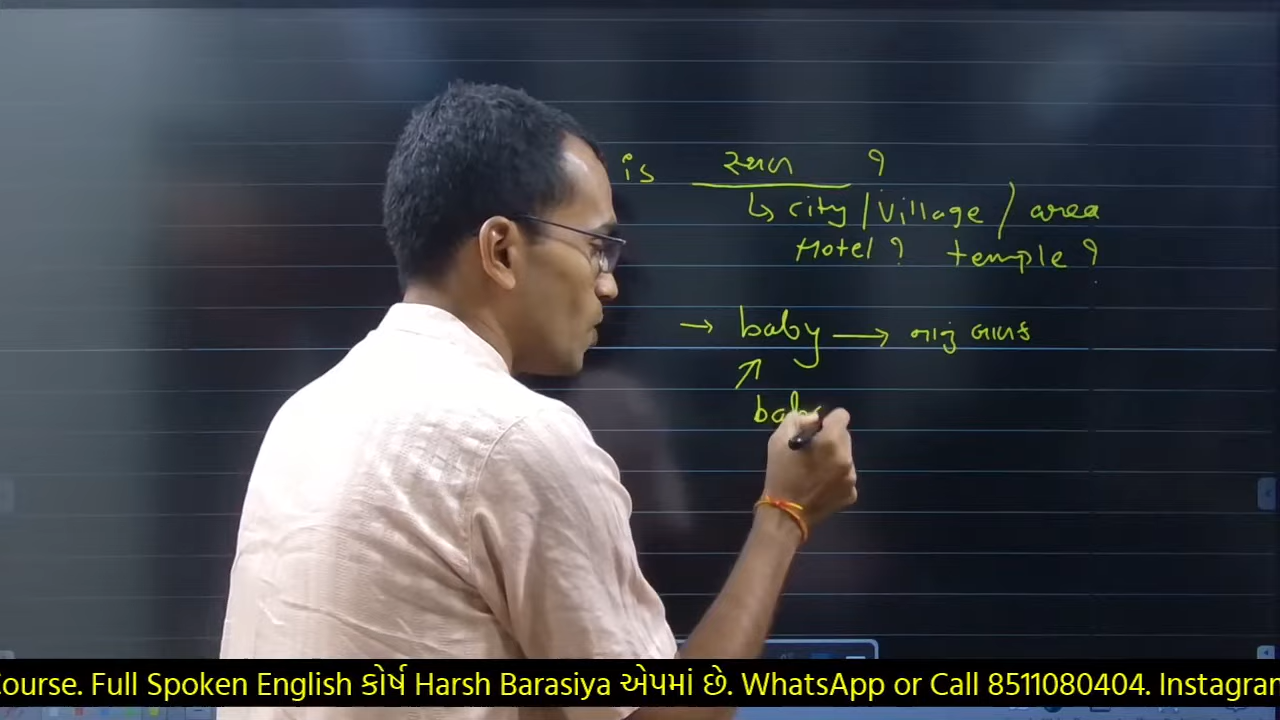 is સ્થળ ?
↳ city / village / area
Hotel ? temple ?
→ baby → નાનું બાળક
↗
bab
Course. Full Spoken English કોર્ષ Harsh Barasiya એપમાં છે. WhatsApp or Call 8511080404. Instagram